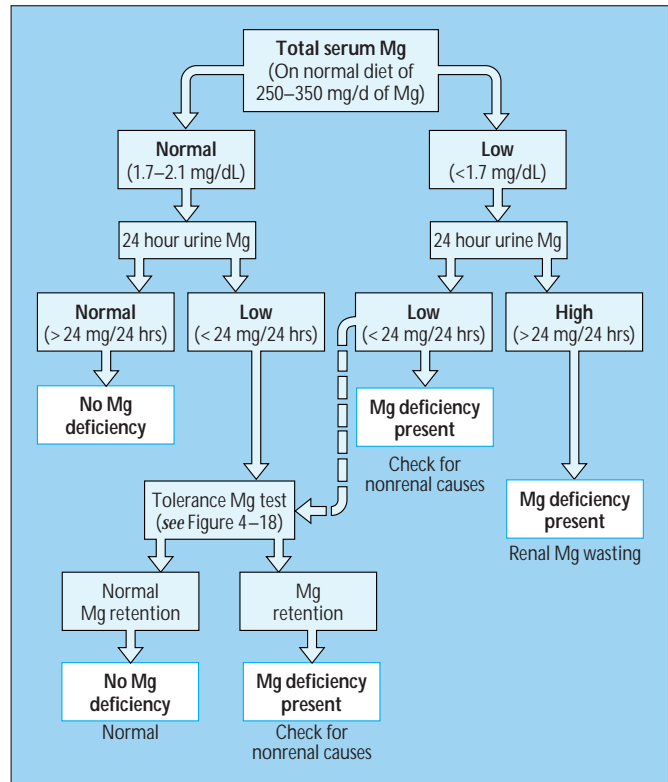 Total serum Mg
(On normal diet of
250–350 mg/d of Mg)
Normal
(1.7–2.1 mg/dL)
Low
(<1.7 mg/dL)
24 hour urine Mg
24 hour urine Mg
Normal
(> 24 mg/24 hrs)
Low
(< 24 mg/24 hrs)
Low
(< 24 mg/24 hrs)
High
(> 24 mg/24 hrs)
No Mg
deficiency
Mg deficiency
present
Check for
nonrenal causes
Mg deficiency
present
Renal Mg wasting
Tolerance Mg test
(see Figure 4–18)
Normal
Mg retention
Mg
retention
No Mg
deficiency
Normal
Mg deficiency
present
Check for
nonrenal causes